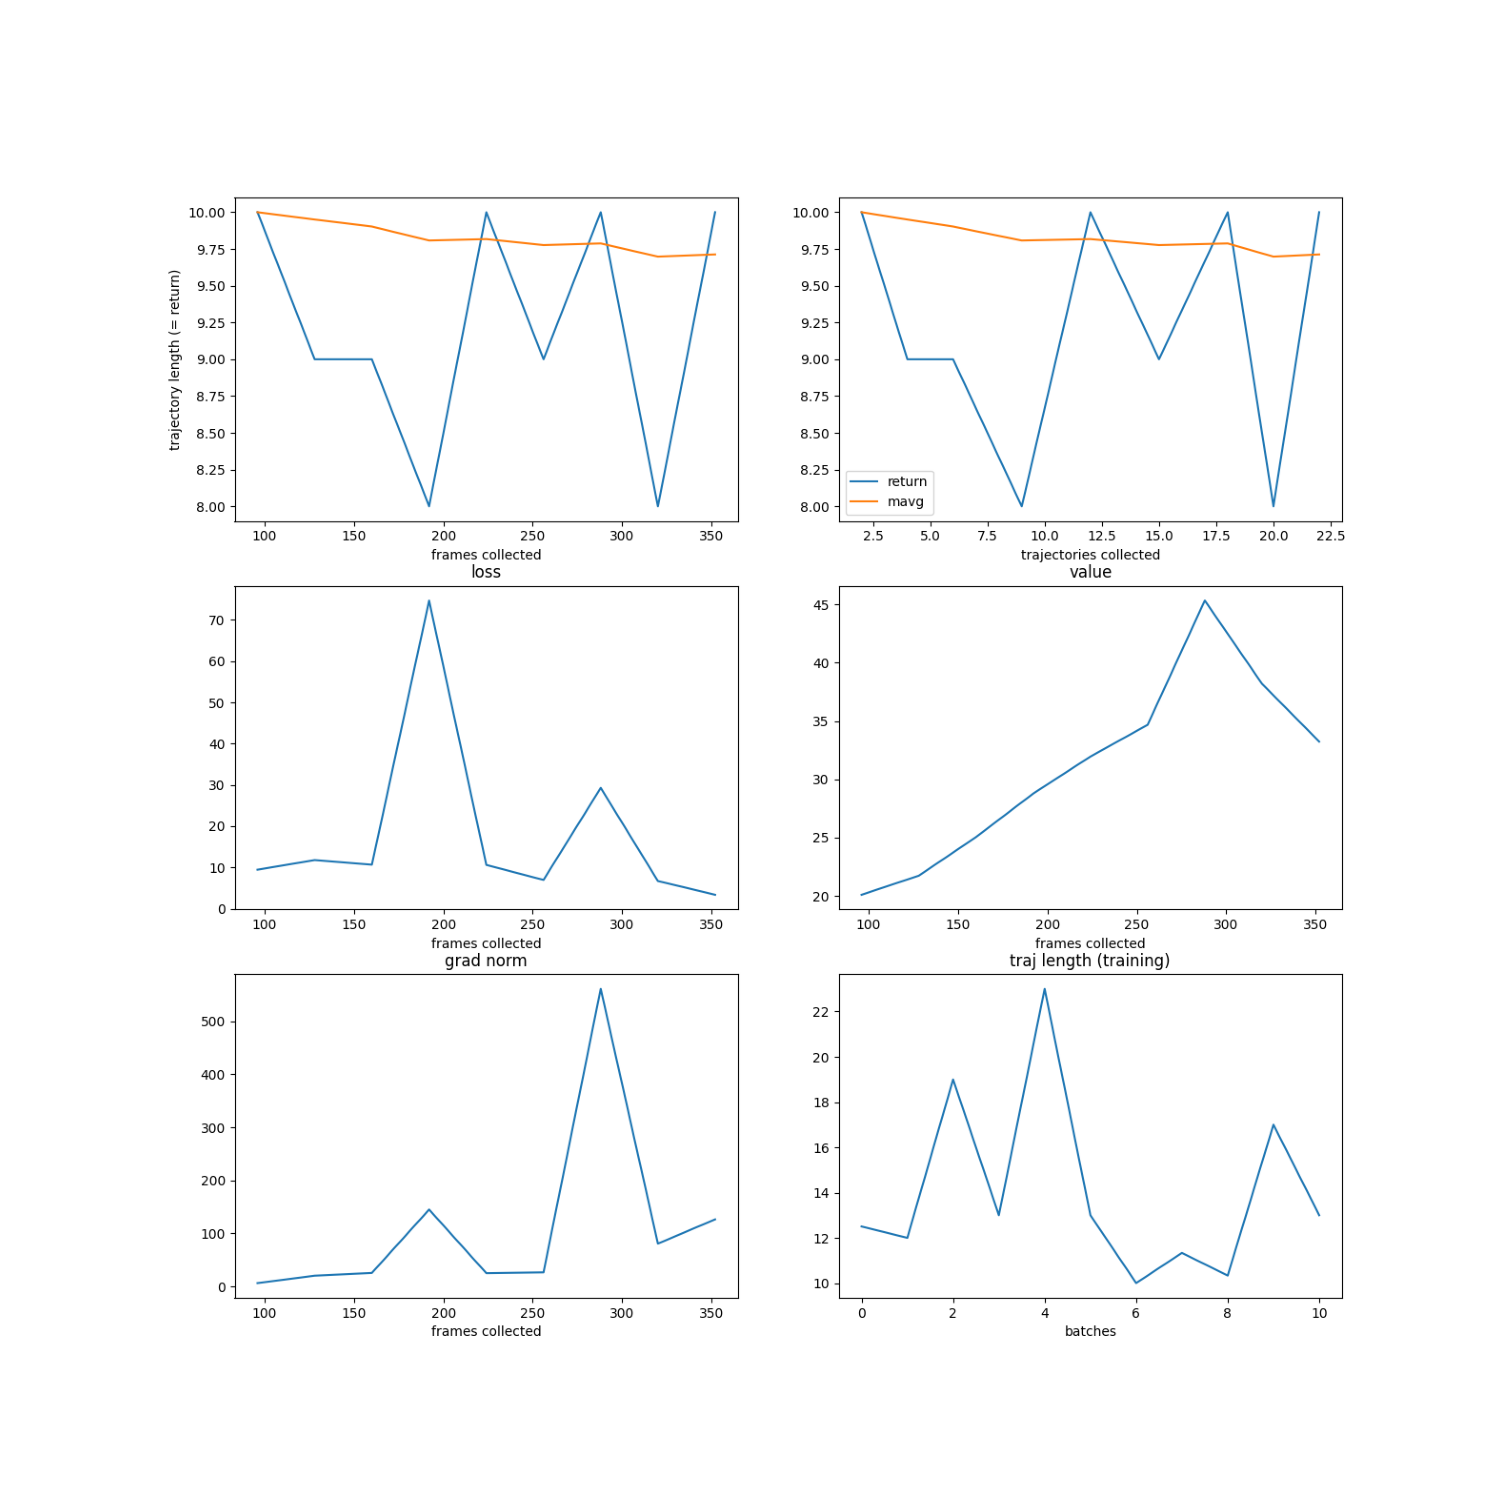 10.00
9.75
9.50
9.25
9.00
8.75
8.50
8.25
8.00
trajectory length (= return)
100 150 200 250 300 350
frames collected
10.00
9.75
9.50
9.25
9.00
8.75
8.50
8.25
8.00
return
mavg
2.5 5.0 7.5 10.0 12.5 15.0 17.5 20.0 22.5
trajectories collected
loss
70
60
50
40
30
20
10
0
100 150 200 250 300 350
frames collected
value
45
40
35
30
25
20
100 150 200 250 300 350
frames collected
grad norm
500
400
300
200
100
0
100 150 200 250 300 350
frames collected
traj length (training)
22
20
18
16
14
12
10
0 2 4 6 8 10
batches